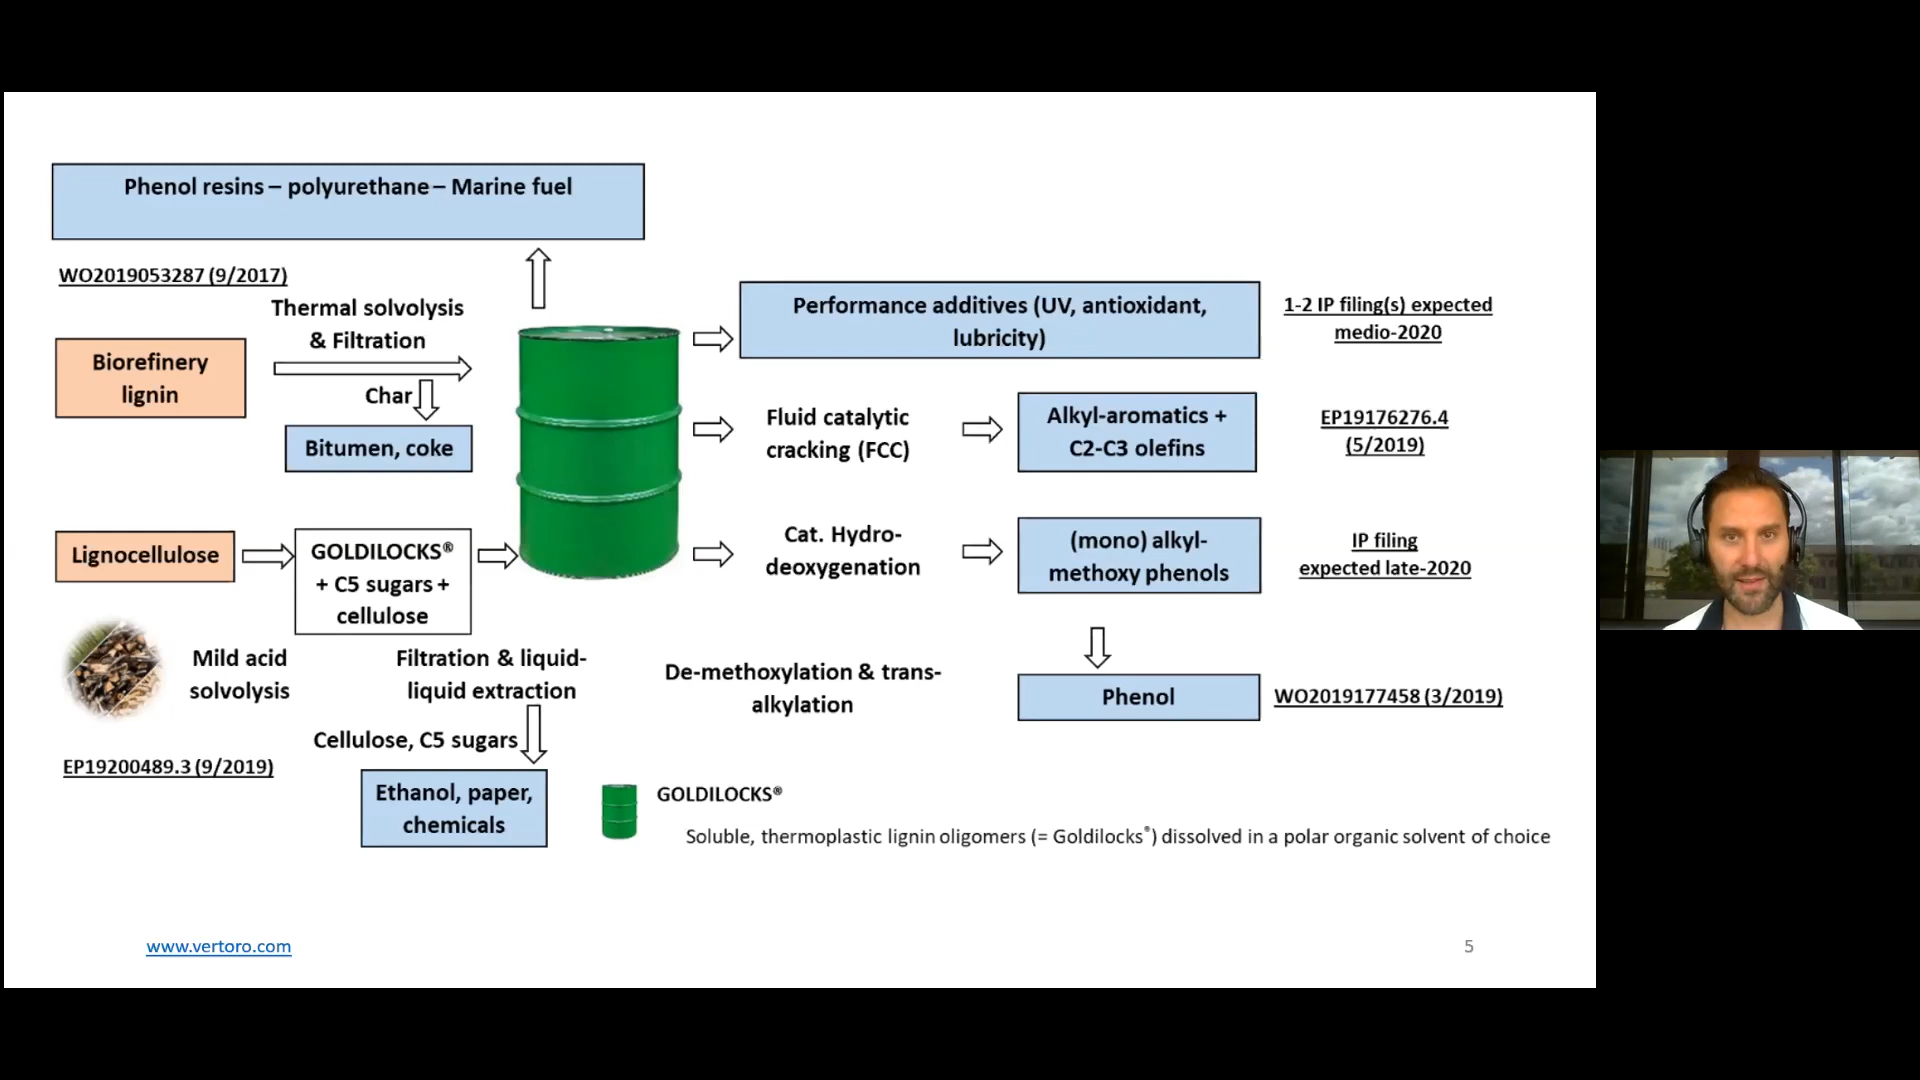 Phenol resins – polyurethane – Marine fuel
WO2019053287 (9/2017)
Thermal solvolysis
& Filtration
Biorefinery
lignin
Char
Bitumen, coke
Performance additives (UV, antioxidant,
lubricity)
1-2 IP filing(s) expected
medio-2020
Fluid catalytic
cracking (FCC)
Alkyl-aromatics +
C2-C3 olefins
EP19176276.4
(5/2019)
Lignocellulose
GOLDILOCKS®
+ C5 sugars +
cellulose
Cat. Hydro-
deoxygenation
(mono) alkyl-
methoxy phenols
IP filing
expected late-2020
Mild acid
solvolysis
Filtration & liquid-
liquid extraction
De-methoxylation & trans-
alkylation
Phenol
WO2019177458 (3/2019)
Cellulose, C5 sugars
EP19200489.3 (9/2019)
Ethanol, paper,
chemicals
GOLDILOCKS®
Soluble, thermoplastic lignin oligomers (= Goldilocks®) dissolved in a polar organic solvent of choice
www.vertoro.com
5